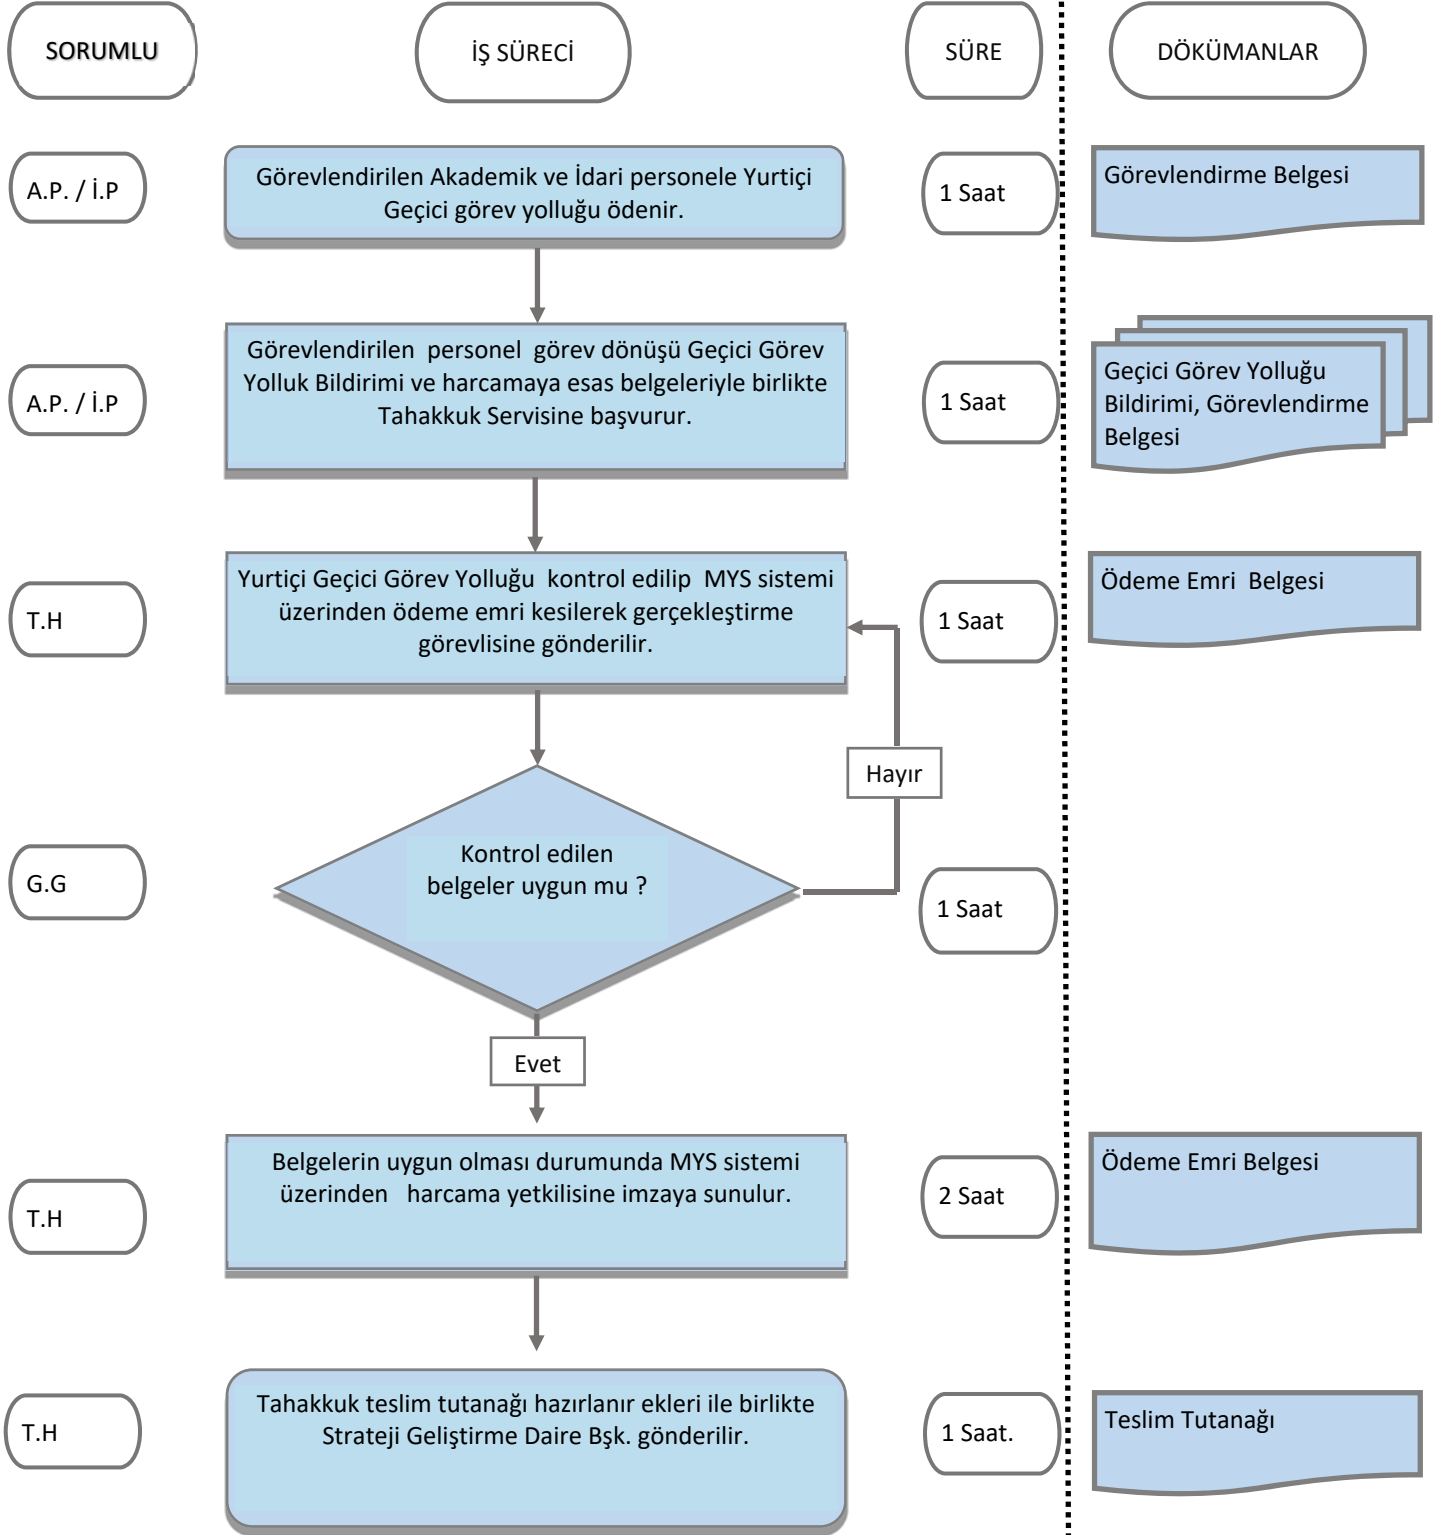 SORUMLU
İŞ SÜRECİ
SÜRE
DÖKÜMANLAR
A.P. / İ.P
Görevlendirilen Akademik ve İdari personele Yurtiçi
Geçici görev yolluğu ödenir.
1 Saat
Görevlendirme Belgesi
A.P. / İ.P
Görevlendirilen personel görev dönüşü Geçici Görev
Yolluk Bildirimi ve harcamaya esas belgeleriyle birlikte
Tahakkuk Servisine başvurur.
1 Saat
Geçici Görev Yolluğu
Bildirimi, Görevlendirme
Belgesi
T.H
Yurtiçi Geçici Görev Yolluğu kontrol edilip MYS sistemi
üzerinden ödeme emri kesilerek gerçekleştirme
görevlisine gönderilir.
1 Saat
Ödeme Emri Belgesi
Hayır
G.G
Kontrol edilen
belgeler uygun mu ?
1 Saat
Evet
T.H
Belgelerin uygun olması durumunda MYS sistemi
üzerinden harcama yetkilisine imzaya sunulur.
2 Saat
Ödeme Emri Belgesi
T.H
Tahakkuk teslim tutanağı hazırlanır ekleri ile birlikte
Strateji Geliştirme Daire Bşk. gönderilir.
1 Saat.
Teslim Tutanağı